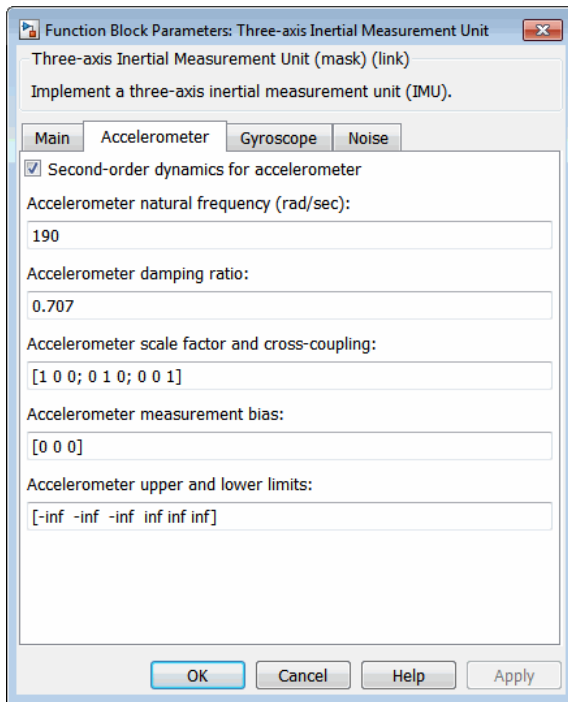 Function Block Parameters: Three-axis Inertial Measurement Unit
Three-axis Inertial Measurement Unit (mask) (link)
Implement a three-axis inertial measurement unit (IMU).
Main Accelerometer Gyroscope Noise
Second-order dynamics for accelerometer
Accelerometer natural frequency (rad/sec):
190
Accelerometer damping ratio:
0.707
Accelerometer scale factor and cross-coupling:
[1 0 0; 0 1 0; 0 0 1]
Accelerometer measurement bias:
[0 0 0]
Accelerometer upper and lower limits:
[-inf -inf -inf inf inf inf]
OK Cancel Help Apply